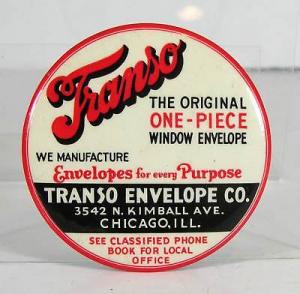 Transo
THE ORIGINAL
ONE-PIECE
WINDOW ENVELOPE
WE MANUFACTURE
Envelopes for every Purpose
TRANSO ENVELOPE CO.
3542 N. KIMBALL AVE.
CHICAGO, ILL.
SEE CLASSIFIED PHONE
BOOK FOR LOCAL
OFFICE